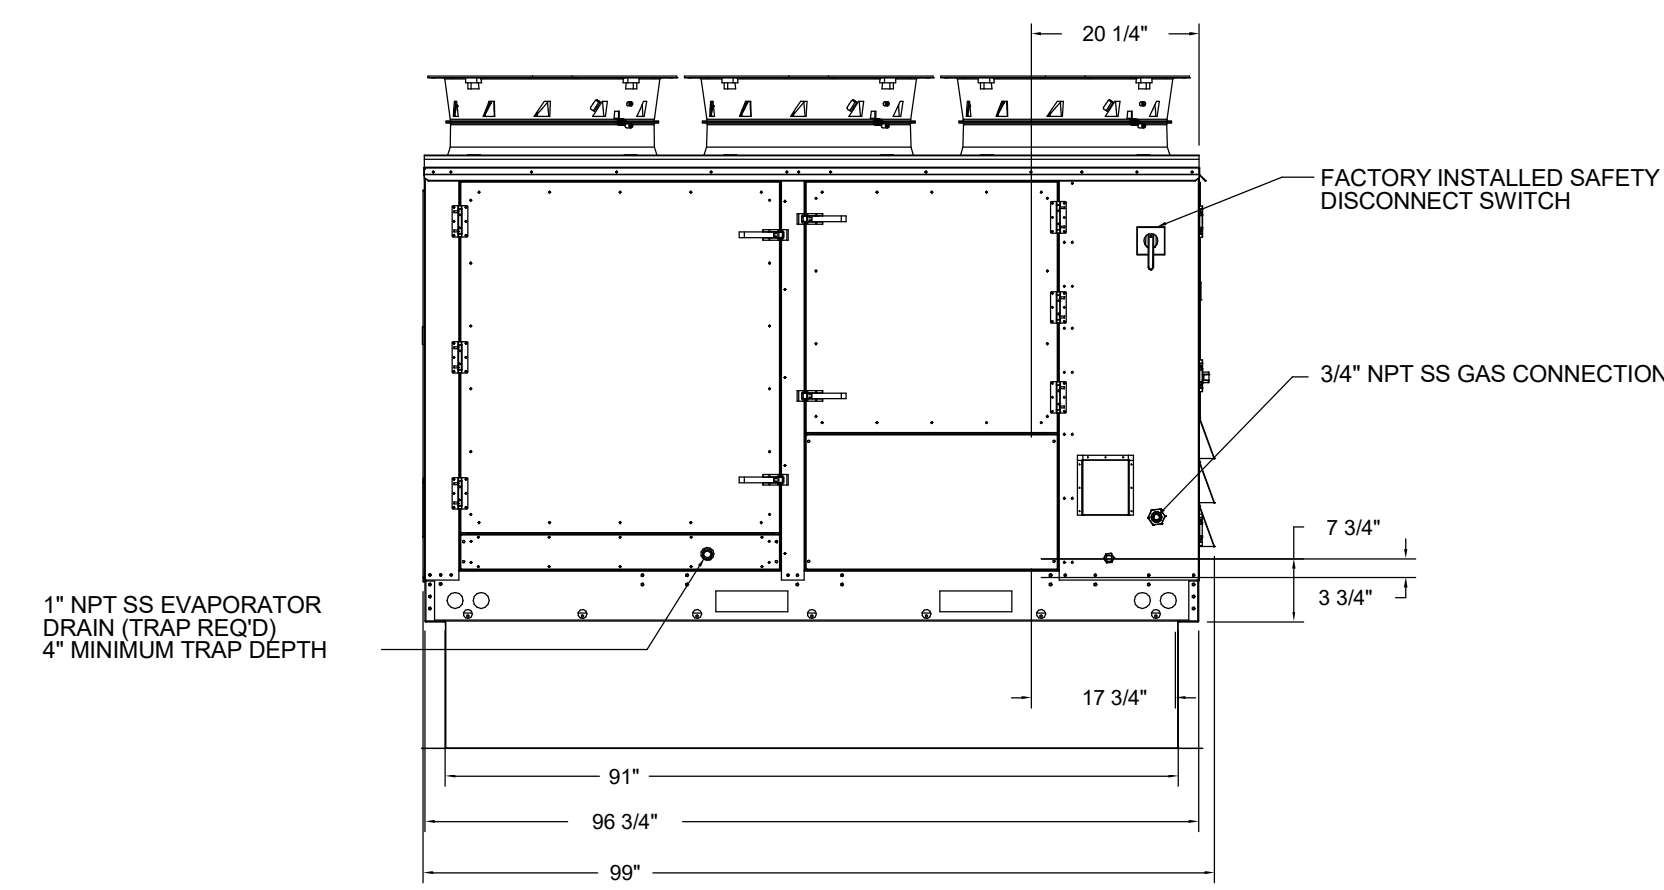 20 1/4"
FACTORY INSTALLED SAFETY
DISCONNECT SWITCH
3/4" NPT SS GAS CONNECTION
7 3/4"
3 3/4"
1" NPT SS EVAPORATOR
DRAIN (TRAP REQ'D)
4" MINIMUM TRAP DEPTH
17 3/4"
91"
96 3/4"
99"